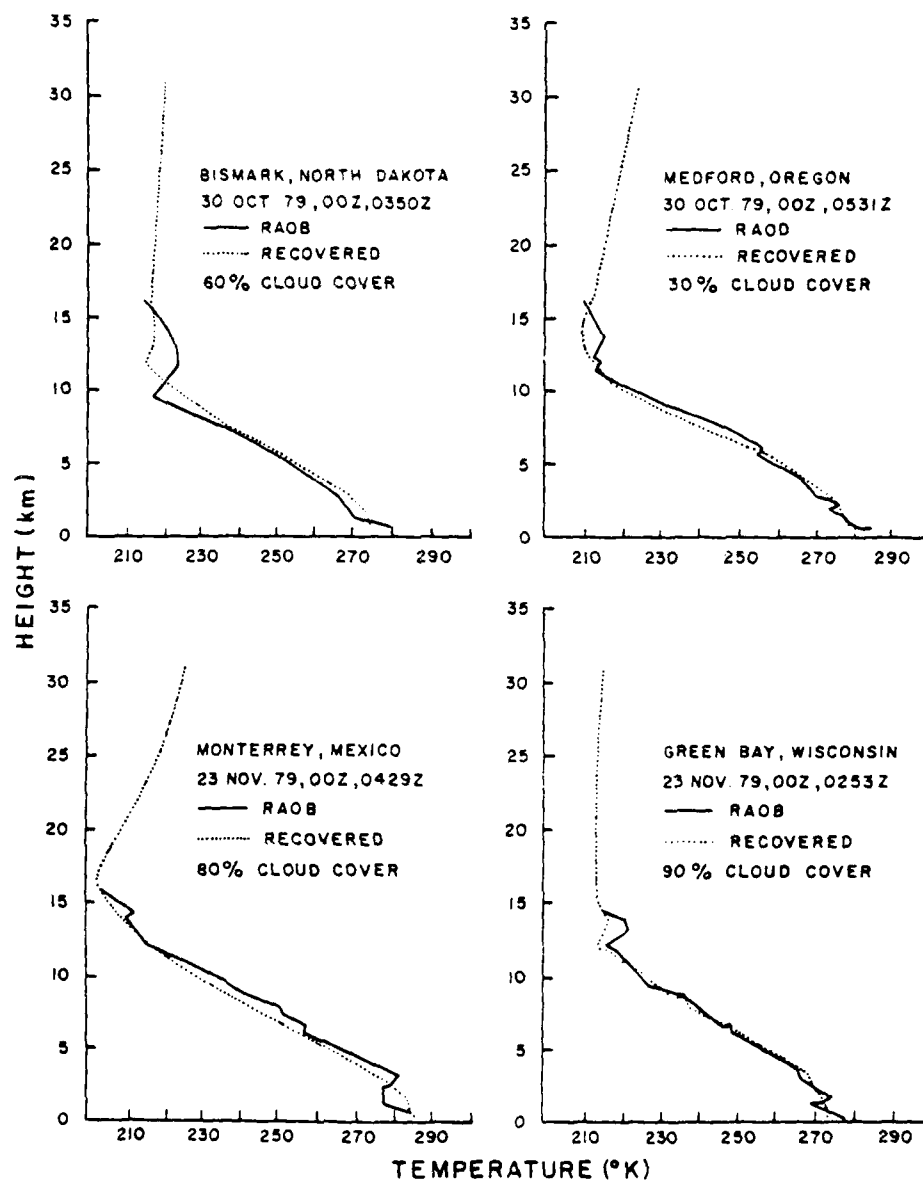 35
30
25
20
15
10
5
0
BISMARK, NORTH DAKOTA
30 OCT 79, 00Z, 0350Z
RAOB
RECOVERED
60% CLOUD COVER
210 230 250 270 290
35
30
25
20
15
10
5
0
MEDFORD, OREGON
30 OCT. 79, 00Z, 0531Z
RAOD
RECOVERED
30% CLOUD COVER
210 230 250 270 290
HEIGHT (km)
35
30
25
20
15
10
5
0
MONTERREY, MEXICO
23 NOV. 79, 00Z, 0429Z
RAOB
RECOVERED
80% CLOUD COVER
210 230 250 270 290
35
30
25
20
15
10
5
0
GREEN BAY, WISCONSIN
23 NOV. 79, 00Z, 0253Z
RAOB
RECOVERED
90% CLOUD COVER
210 230 250 270 290
TEMPERATURE (°K)